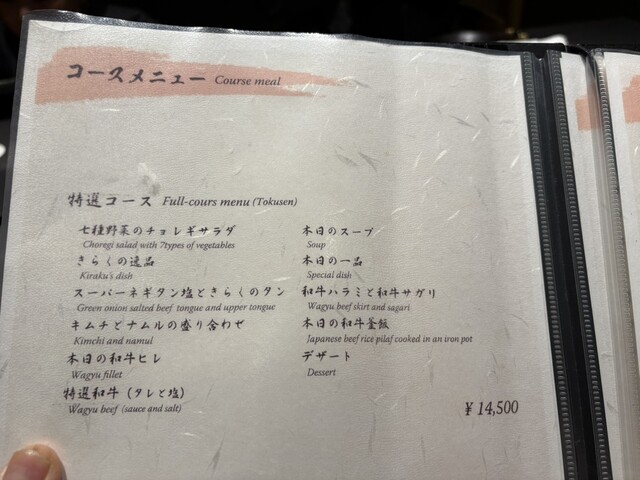 コースメニュー Course meal
特選コース Full-cours menu (Tokusen)
七種野菜のチョレギサラダ
Choregi salad with 7types of vegetables
きらくの逸品
Kiraku's dish
スーパーネギタン塩ときらくのタン
Green onion salted beef tongue and upper tongue
キムチとナムルの盛り合わせ
Kimchi and namul
本日の和牛ヒレ
Wagyu fillet
特選和牛（タレと塩）
Wagyu beef (sauce and salt)
本日のスープ
Soup
本日の一品
Special dish
和牛ハラミと和牛サガリ
Wagyu beef skirt and sagari
本日の和牛釜飯
Japanese beef rice pilaf cooked in an iron pot
デザート
Dessert
¥ 14,500